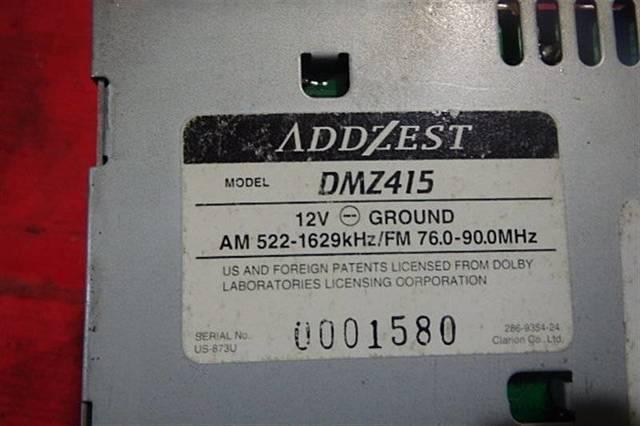 ADDZEST
MODEL DMZ415
12V ⊖ GROUND
AM 522-1629kHz/FM 76.0-90.0MHz
US AND FOREIGN PATENTS LICENSED FROM DOLBY
LABORATORIES LICENSING CORPORATION
SERIAL No. 0001580
US-873U
286-9354-24
Clarion Co., Ltd.